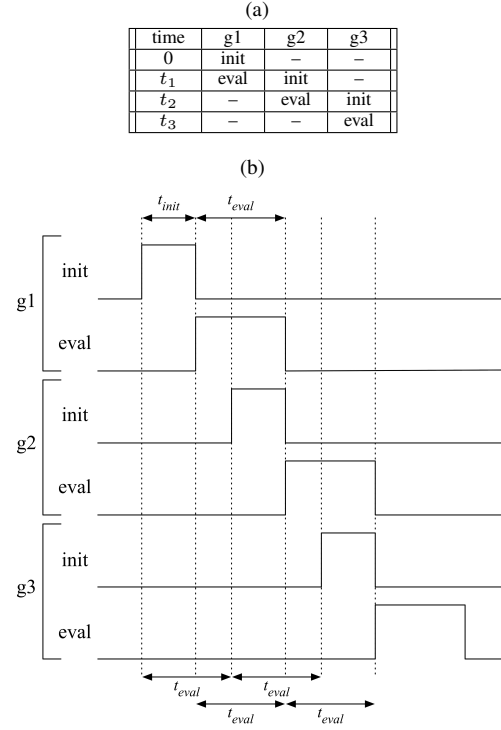 (a)
time g1 g2 g3
0 init – –
t1 eval init –
t2 – eval init
t3 – – eval
(b)
tinit teval
init
g1
eval
init
g2
eval
init
g3
eval
teval teval
teval teval